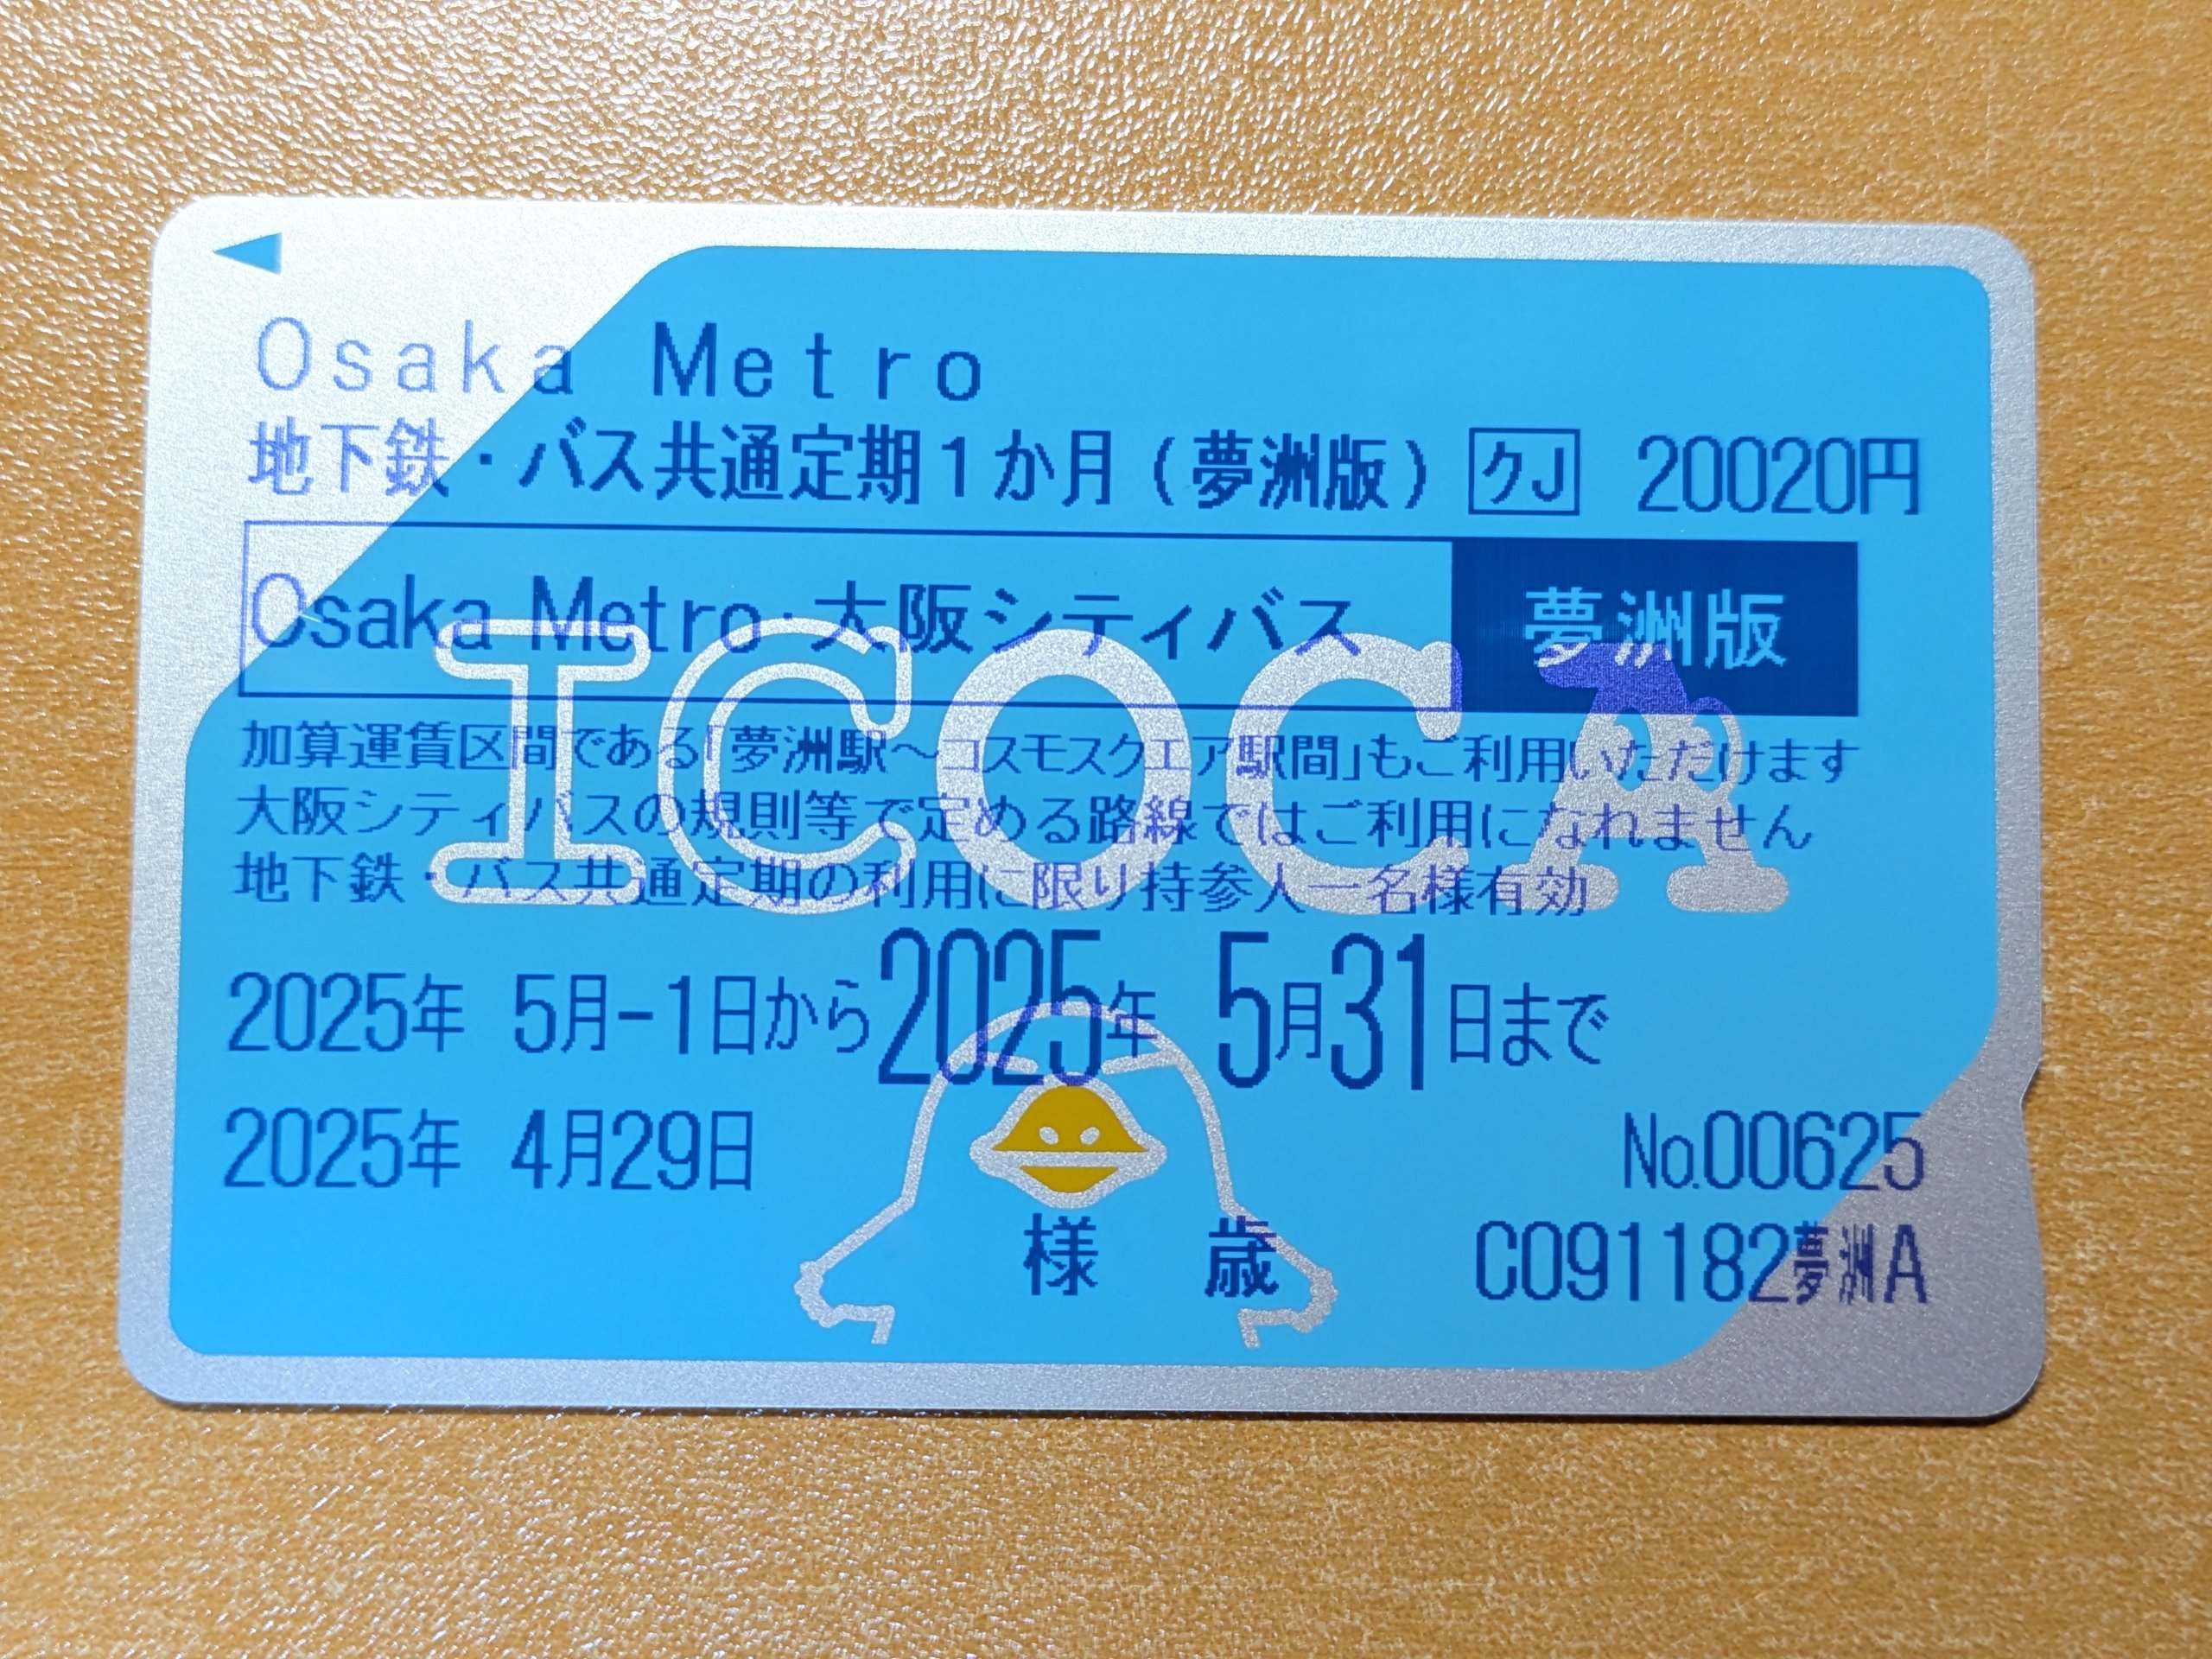 Osaka Metro
地下鉄・バス共通定期1か月(夢洲版) クJ 20020円
Osaka Metro・大阪シティバス 夢洲版
ICOCA
加算運賃区間である「夢洲駅～コスモスクエア駅間」もご利用いただけます
大阪シティバスの規則等で定める路線ではご利用になれません
地下鉄・バス共通定期の利用に限り持参人一名様有効
2025年 5月-1日から2025年 5月31日まで
2025年 4月29日 No.00625
様 歳 C091182夢洲A